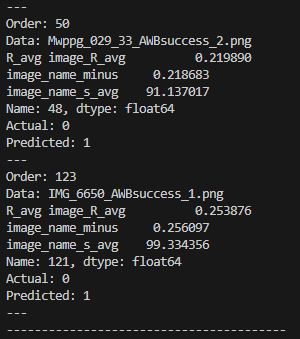 ---
Order: 50
Data: Mwppg_029_33_AWBsuccess_2.png
R_avg image_R_avg 0.219890
image_name_minus 0.218683
image_name_s_avg 91.137017
Name: 48, dtype: float64
Actual: 0
Predicted: 1
---
Order: 123
Data: IMG_6650_AWBsuccess_1.png
R_avg image_R_avg 0.253876
image_name_minus 0.256097
image_name_s_avg 99.334356
Name: 121, dtype: float64
Actual: 0
Predicted: 1
---
----------------------------------------